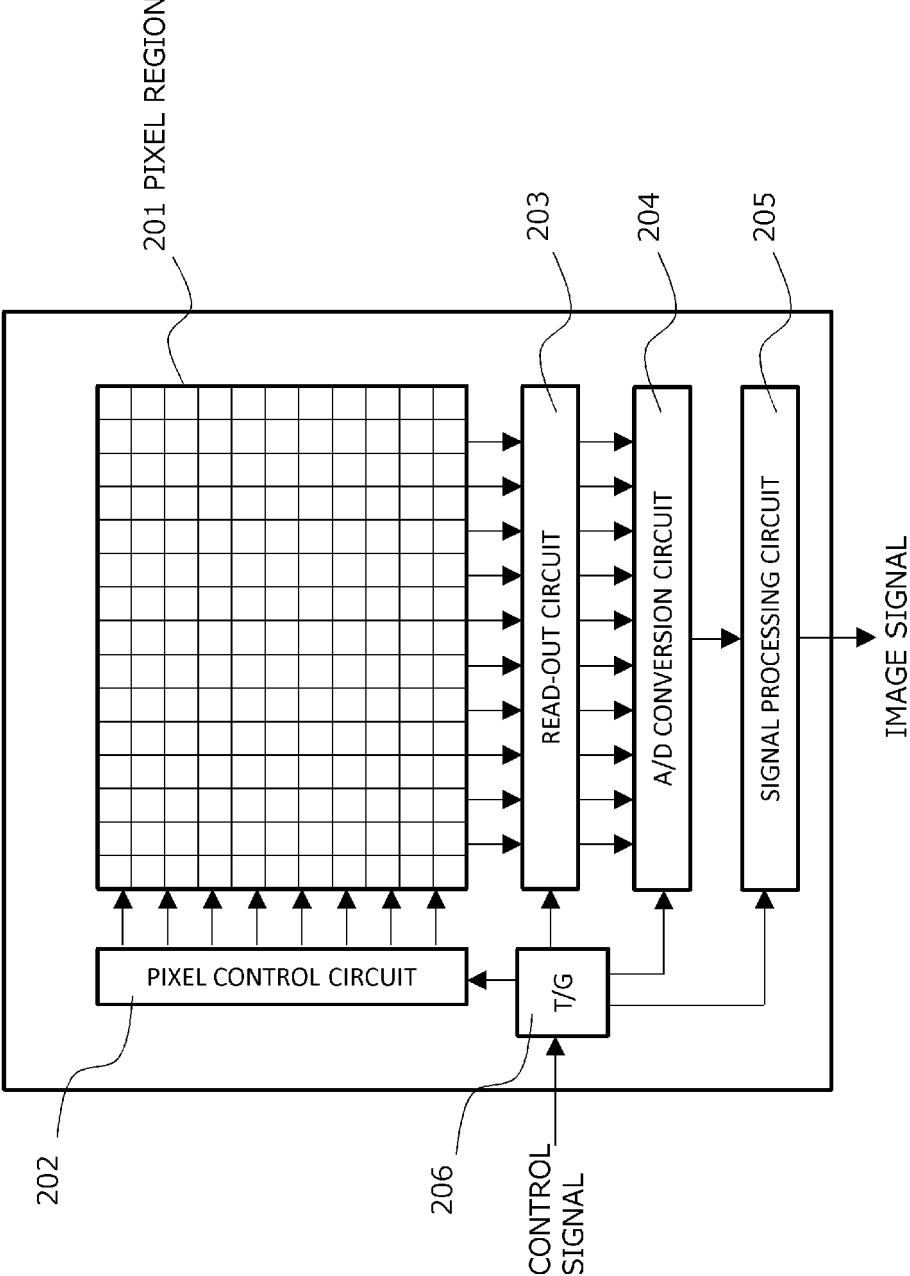 201 PIXEL REGION
203
204
205
READ-OUT CIRCUIT
A/D CONVERSION CIRCUIT
SIGNAL PROCESSING CIRCUIT
IMAGE SIGNAL
PIXEL CONTROL CIRCUIT
T/G
202
206
CONTROL
SIGNAL